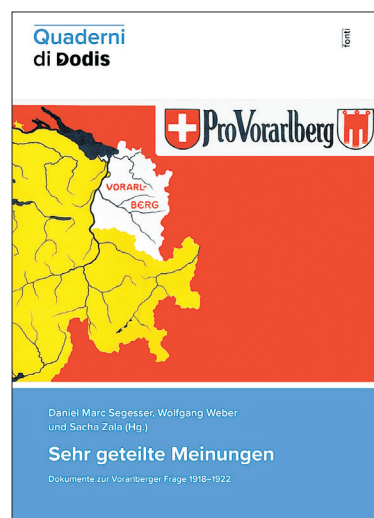 Quaderni
di Dodis
fonti
ProVorarlberg
VORARL-
BERG
Daniel Marc Segesser, Wolfgang Weber
und Sacha Zala (Hg.)
Sehr geteilte Meinungen
Dokumente zur Vorarlberger Frage 1918–1922